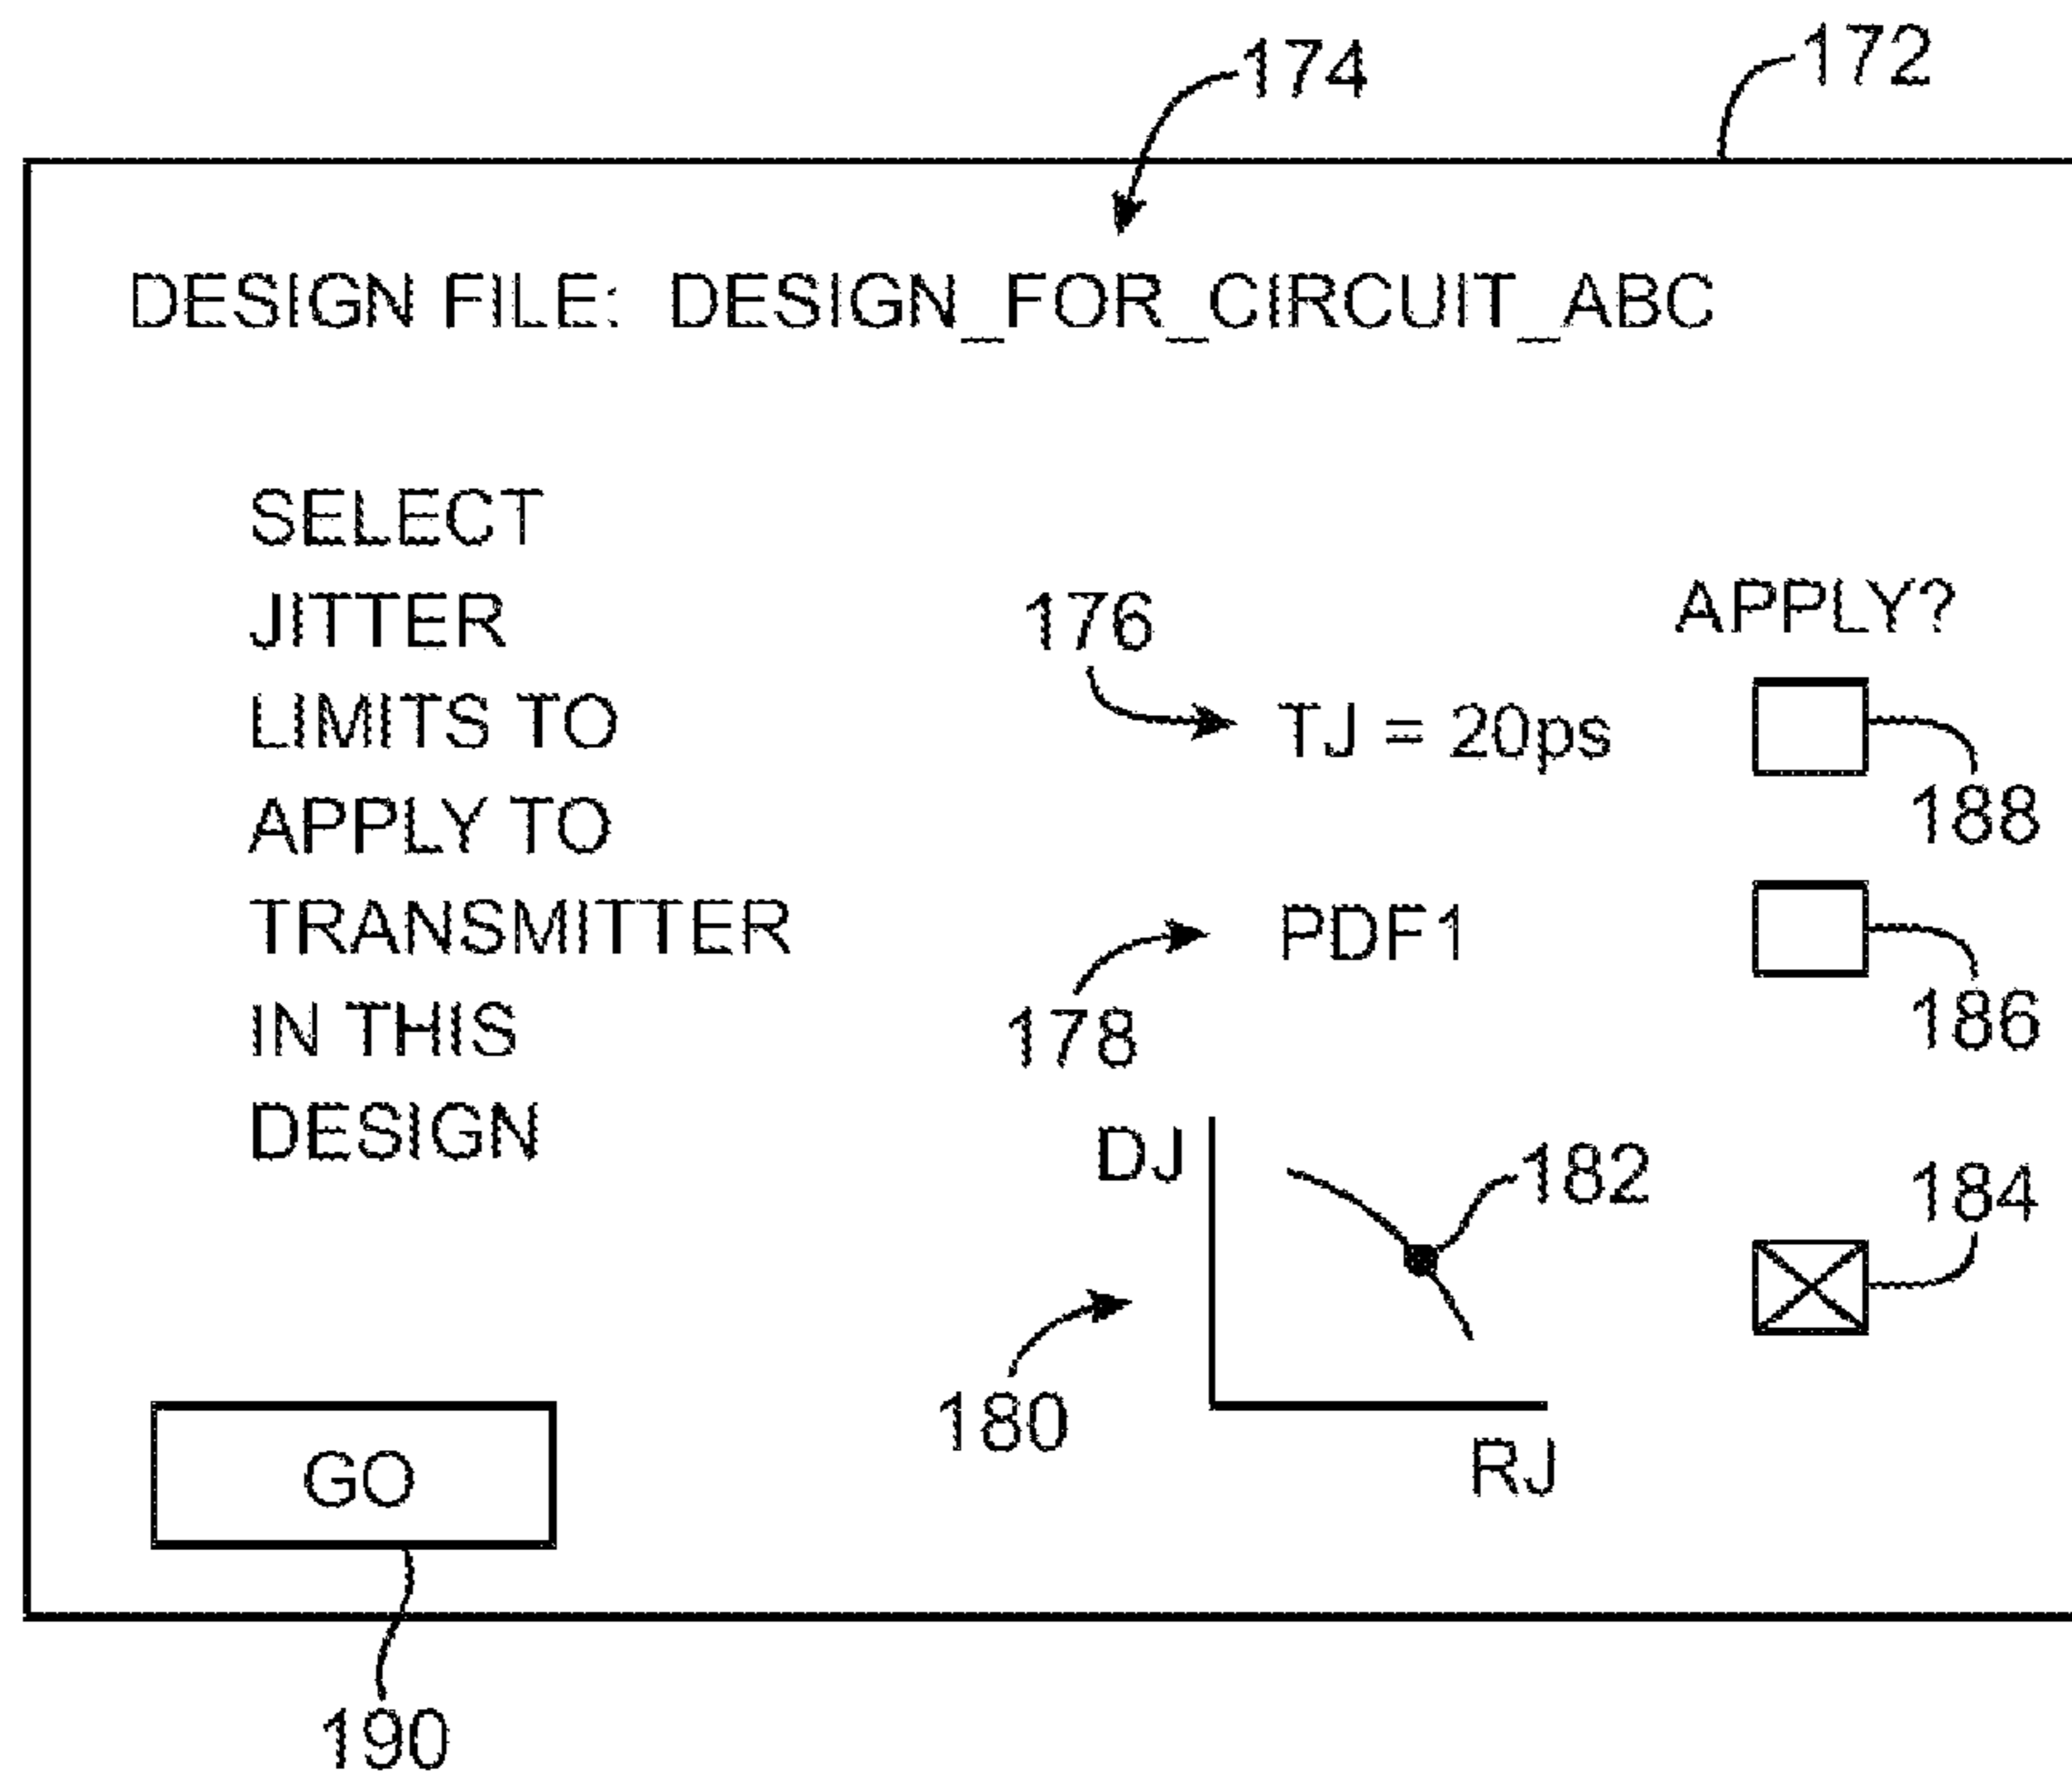 174
172
DESIGN FILE: DESIGN_FOR_CIRCUIT_ABC
SELECT
JITTER
LIMITS TO
APPLY TO
TRANSMITTER
IN THIS
DESIGN
176
APPLY?
TJ = 20ps
188
PDF1
178
186
DJ
182
184
180
RJ
GO
190